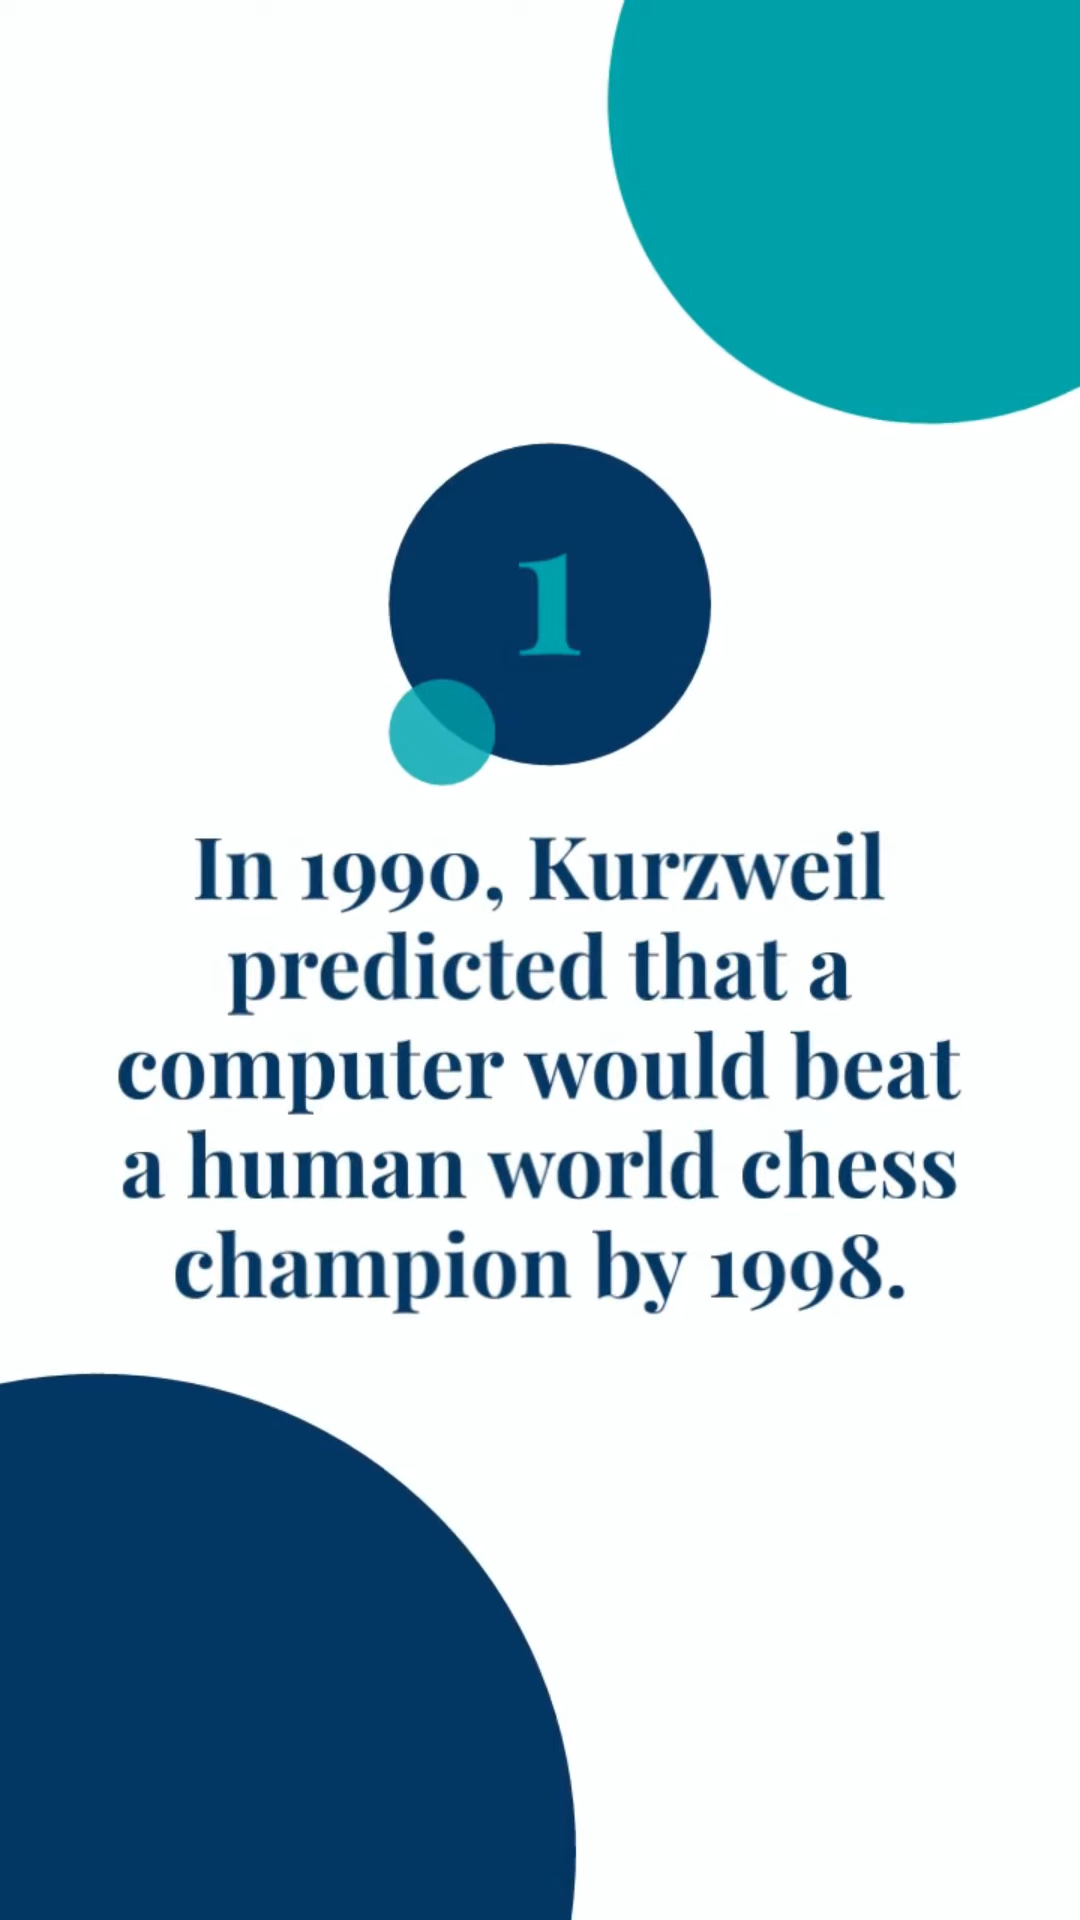 1
In 1990, Kurzweil
predicted that a
computer would beat
a human world chess
champion by 1998.